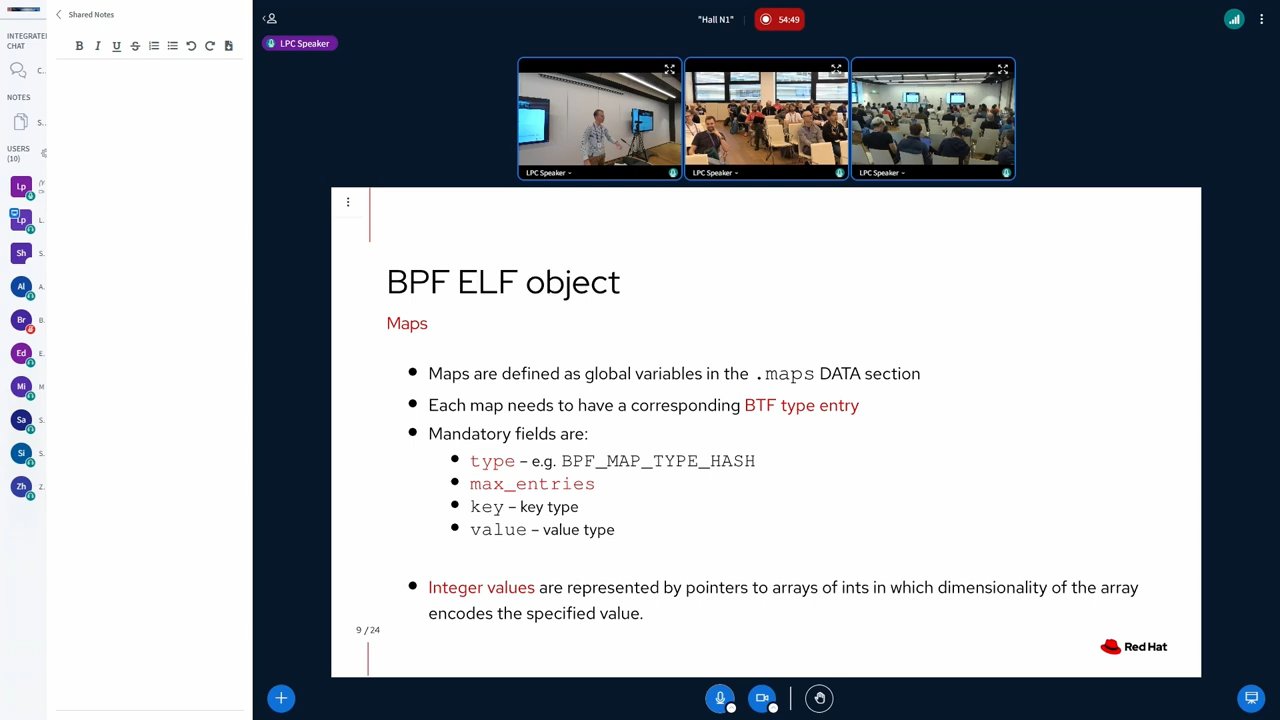 Shared Notes
INTEGRATE
CHAT
C...
NOTES
S...
USERS
(10)
B I U S
Lp
Lp L...
Sh S...
Al A...
Br B.
Ed E...
Mi M
Sa S...
Si S...
Zh Z...
"Hall N1"
54:49
LPC Speaker
LPC Speaker
LPC Speaker
LPC Speaker
BPF ELF object
Maps
Maps are defined as global variables in the .maps DATA section
Each map needs to have a corresponding BTF type entry
Mandatory fields are:
type – e.g. BPF_MAP_TYPE_HASH
max_entries
key – key type
value – value type
Integer values are represented by pointers to arrays of ints in which dimensionality of the array
encodes the specified value.
9 / 24
Red Hat